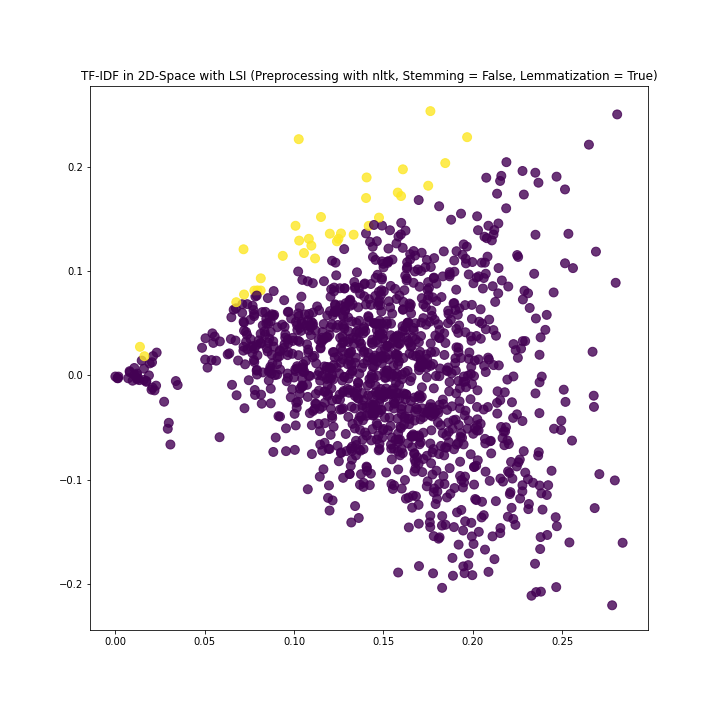 TF-IDF in 2D-Space with LSI (Preprocessing with nltk, Stemming = False, Lemmatization = True)
0.2
0.1
0.0
−0.1
−0.2
0.00 0.05 0.10 0.15 0.20 0.25